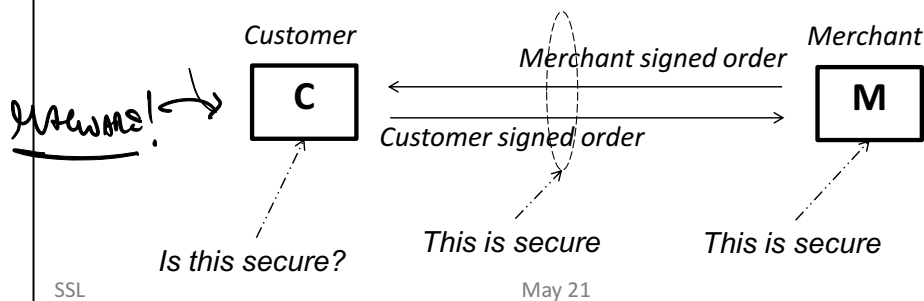 Customer
Merchant
Merchant signed order
MALWARE!
C
M
Customer signed order
Is this secure?
This is secure
This is secure
SSL
May 21